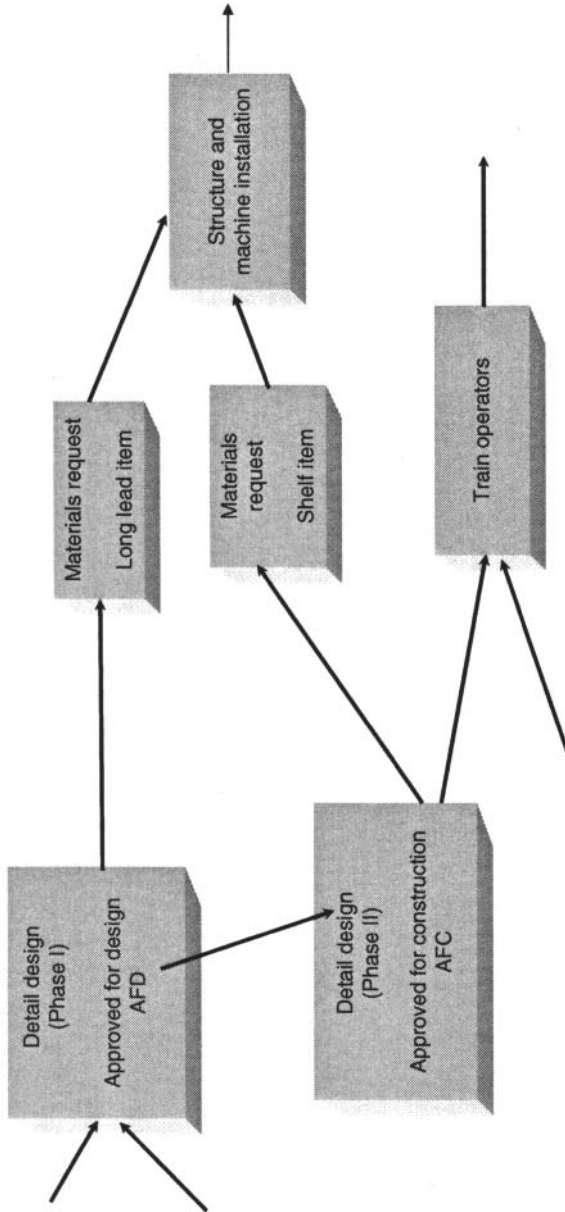 Detail design
(Phase I)
Approved for design
AFD
Materials request
Long lead item
Structure and
machine installation
Detail design
(Phase II)
Approved for construction
AFC
Materials
request
Shelf item
Train operators